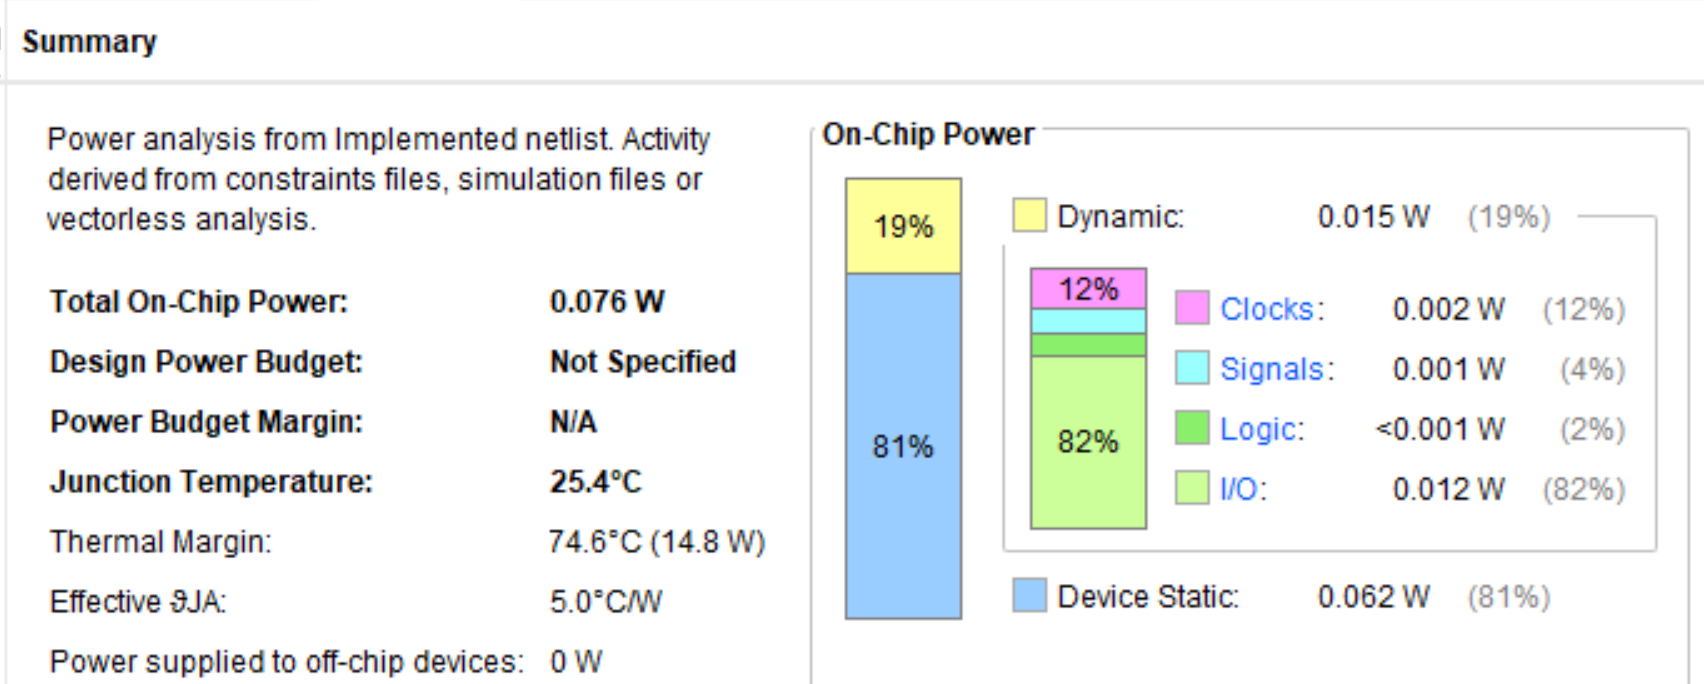 Summary
Power analysis from Implemented netlist. Activity
derived from constraints files, simulation files or
vectorless analysis.
Total On-Chip Power: 0.076 W
Design Power Budget: Not Specified
Power Budget Margin: N/A
Junction Temperature: 25.4°C
Thermal Margin: 74.6°C (14.8 W)
Effective ϑJA: 5.0°C/W
Power supplied to off-chip devices: 0 W
On-Chip Power
19%
81%
Dynamic: 0.015 W (19%)
12%
82%
Clocks: 0.002 W (12%)
Signals: 0.001 W (4%)
Logic: <0.001 W (2%)
I/O: 0.012 W (82%)
Device Static: 0.062 W (81%)